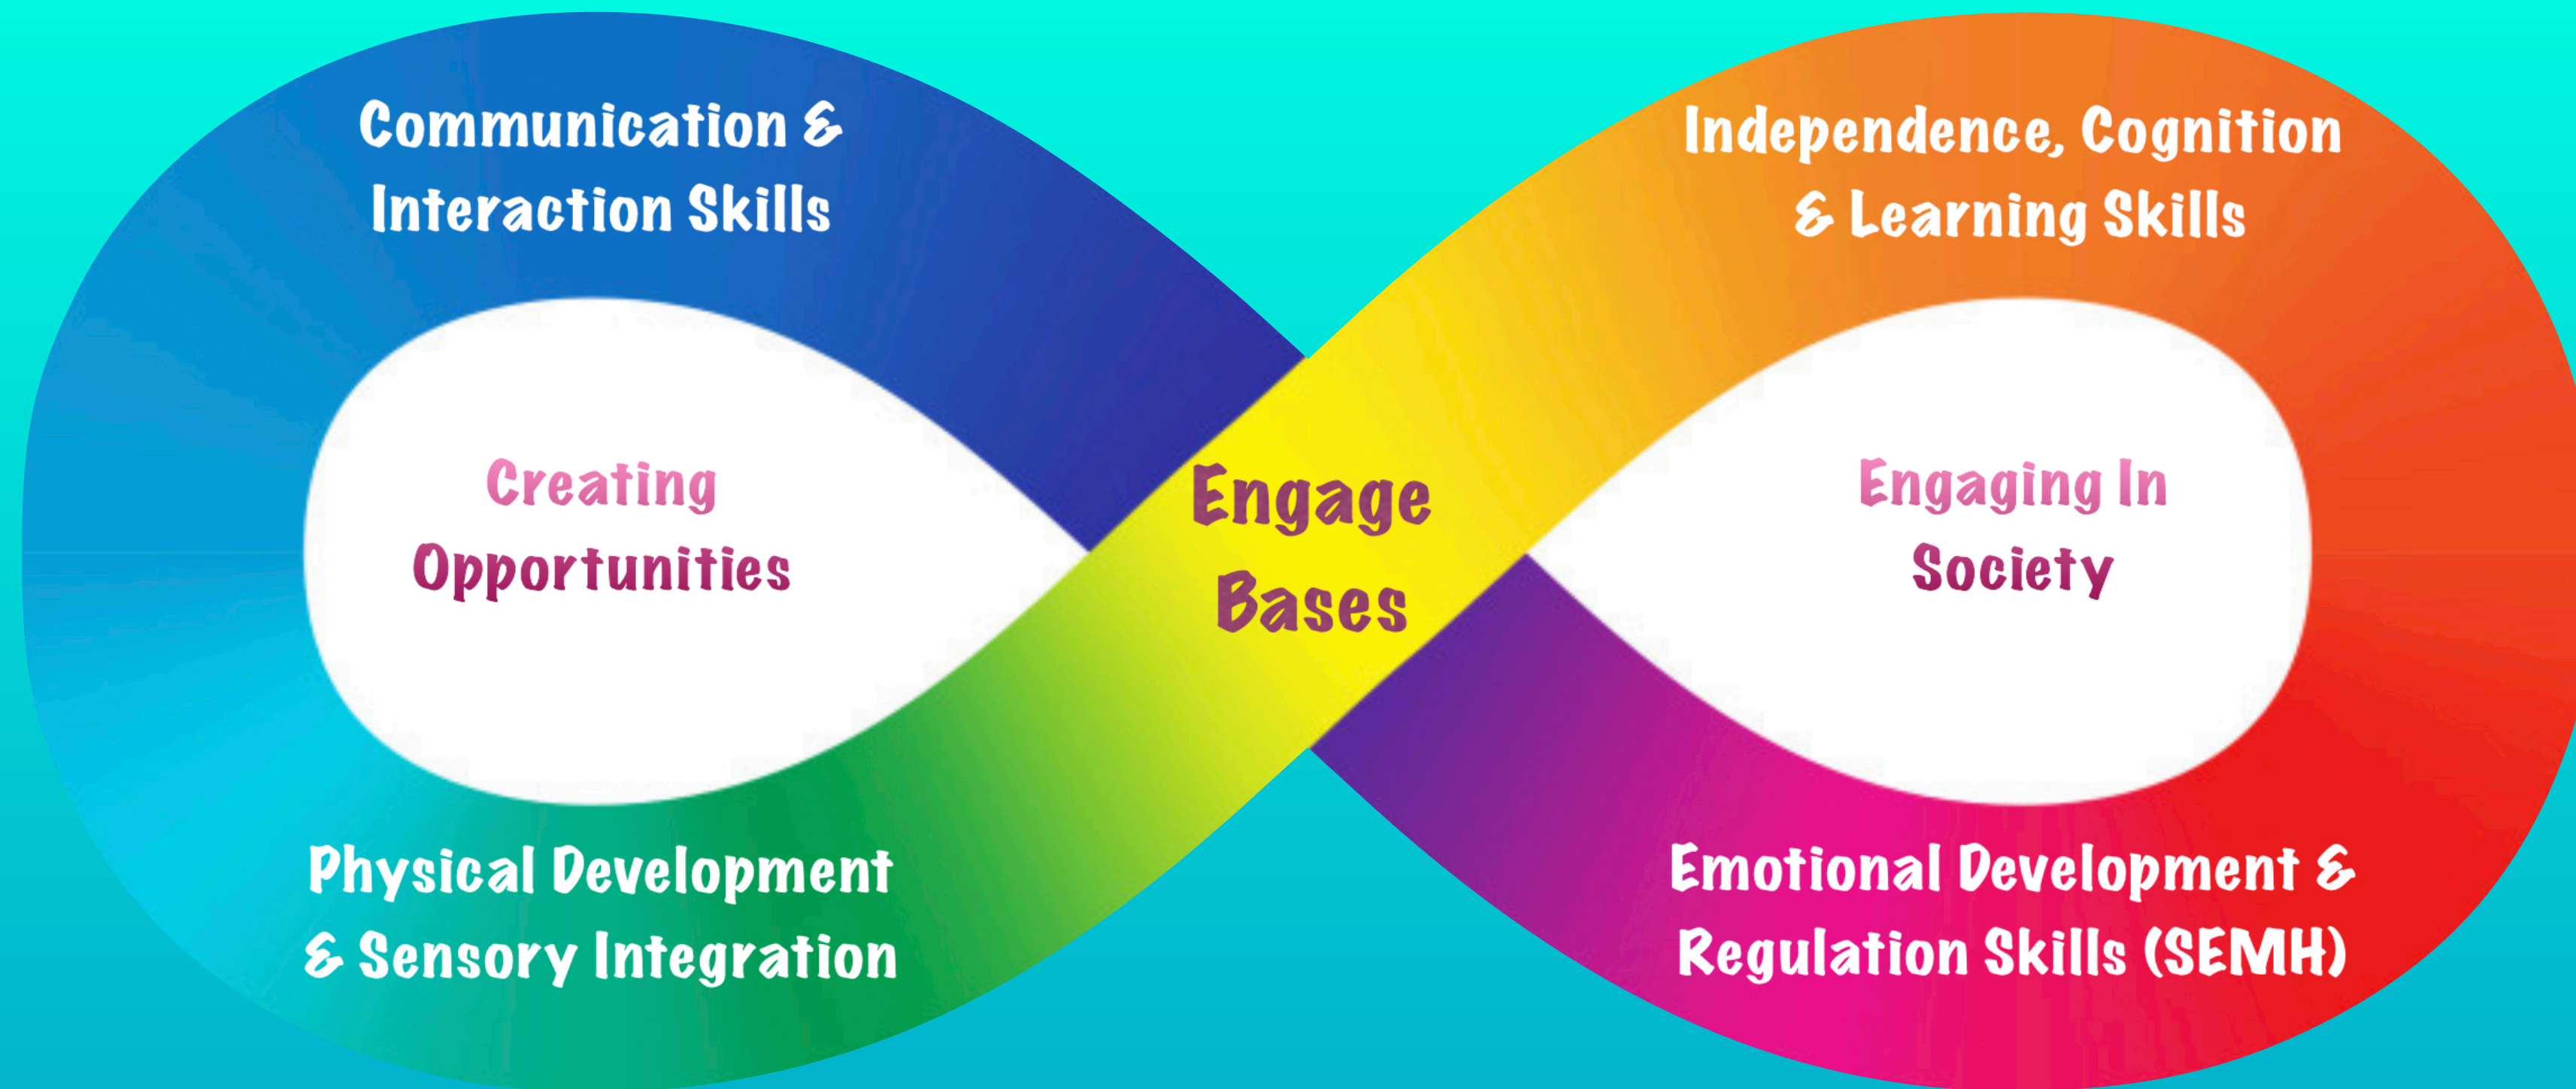 Communication &
Interaction Skills
Independence, Cognition
& Learning Skills
Creating
Opportunities
Engage
Bases
Engaging In
Society
Physical Development
& Sensory Integration
Emotional Development &
Regulation Skills (SEMH)